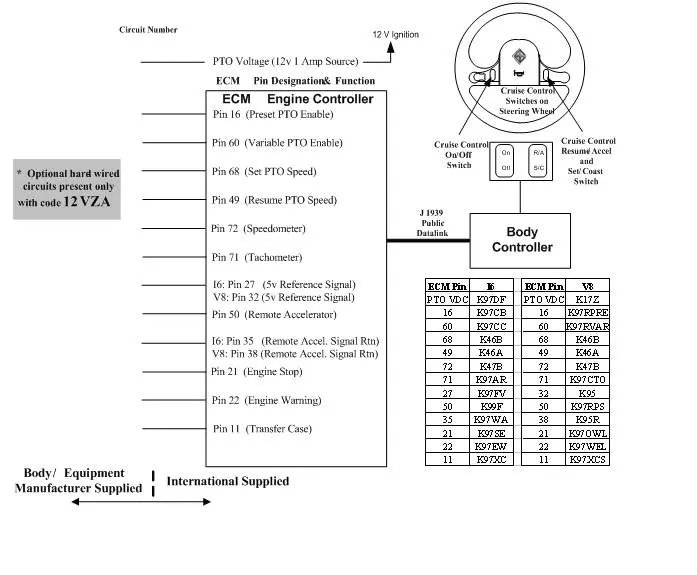 Circuit Number
12 V Ignition
PTO Voltage (12v 1 Amp Source)
ECM Pin Designation& Function
ECM Engine Controller
Pin 16 (Preset PTO Enable)
Pin 60 (Variable PTO Enable)
Pin 68 (Set PTO Speed)
Pin 49 (Resume PTO Speed)
Pin 72 (Speedometer)
Pin 71 (Tachometer)
I6: Pin 27 (5v Reference Signal)
V8: Pin 32 (5v Reference Signal)
Pin 50 (Remote Accelerator)
I6: Pin 35 (Remote Accel. Signal Rtn)
V8: Pin 38 (Remote Accel. Signal Rtn)
Pin 21 (Engine Stop)
Pin 22 (Engine Warning)
Pin 11 (Transfer Case)
* Optional hard wired
circuits present only
with code 12VZA
Body/ Equipment
Manufacturer Supplied
International Supplied
Cruise Control
Switches on
Steering Wheel
Cruise Control
On/Off
Switch
On
Off
R/A
S/C
Cruise Control
Resume/ Accel
and
Set/ Coast
Switch
J 1939
Public
Datalink
Body
Controller
ECM Pin I6 ECM Pin V8
PTO VDC K97DF PTO VDC K17Z
16 K97CB 16 K97RPRE
60 K97CC 60 K97RVAR
68 K46B 68 K46B
49 K46A 49 K46A
72 K47B 72 K47B
71 K97AR 71 K97CTO
27 K97FV 32 K95
50 K99F 50 K97RPS
35 K97WA 38 K95R
21 K97SE 21 K97OWL
22 K97EW 22 K97WEL
11 K97XC 11 K97XCS